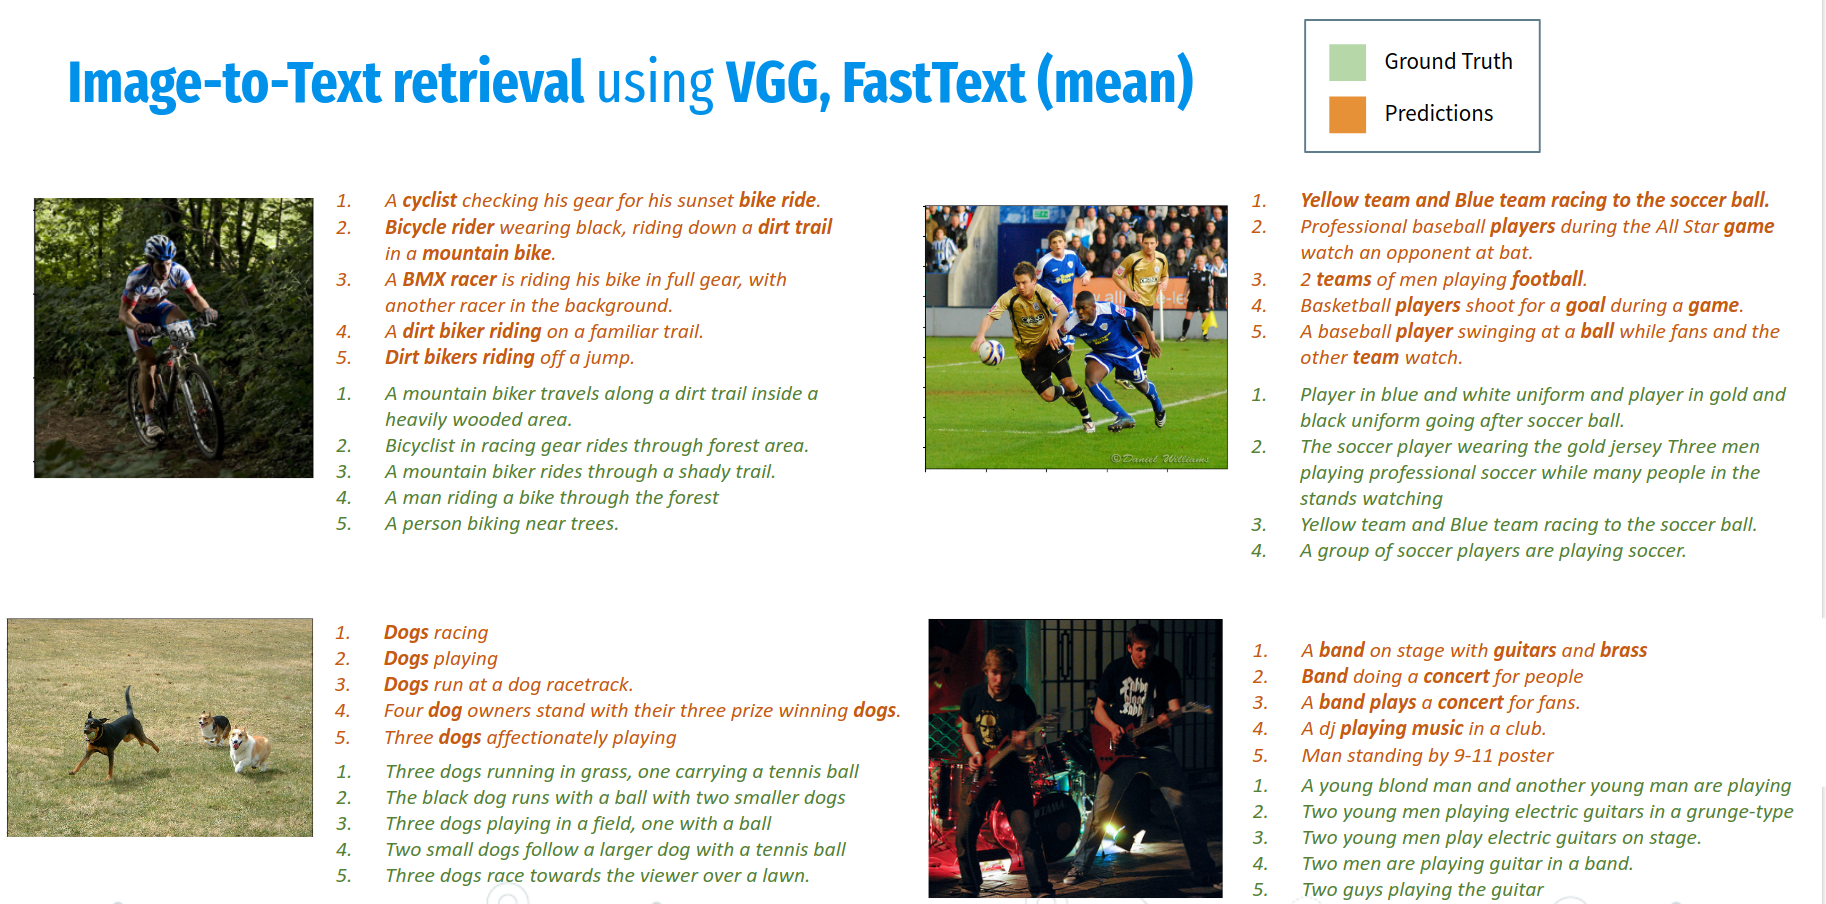 Image-to-Text retrieval using VGG, FastText (mean)
Ground Truth
Predictions
1. A cyclist checking his gear for his sunset bike ride.
2. Bicycle rider wearing black, riding down a dirt trail
in a mountain bike.
3. A BMX racer is riding his bike in full gear, with
another racer in the background.
4. A dirt biker riding on a familiar trail.
5. Dirt bikers riding off a jump.
1. A mountain biker travels along a dirt trail inside a
heavily wooded area.
2. Bicyclist in racing gear rides through forest area.
3. A mountain biker rides through a shady trail.
4. A man riding a bike through the forest
5. A person biking near trees.
1. Yellow team and Blue team racing to the soccer ball.
2. Professional baseball players during the All Star game
watch an opponent at bat.
3. 2 teams of men playing football.
4. Basketball players shoot for a goal during a game.
5. A baseball player swinging at a ball while fans and the
other team watch.
1. Player in blue and white uniform and player in gold and
black uniform going after soccer ball.
2. The soccer player wearing the gold jersey Three men
playing professional soccer while many people in the
stands watching
3. Yellow team and Blue team racing to the soccer ball.
4. A group of soccer players are playing soccer.
©Daniel Williams
1. Dogs racing
2. Dogs playing
3. Dogs run at a dog racetrack.
4. Four dog owners stand with their three prize winning dogs.
5. Three dogs affectionately playing
1. Three dogs running in grass, one carrying a tennis ball
2. The black dog runs with a ball with two smaller dogs
3. Three dogs playing in a field, one with a ball
4. Two small dogs follow a larger dog with a tennis ball
5. Three dogs race towards the viewer over a lawn.
1. A band on stage with guitars and brass
2. Band doing a concert for people
3. A band plays a concert for fans.
4. A dj playing music in a club.
5. Man standing by 9-11 poster
1. A young blond man and another young man are playing
2. Two young men playing electric guitars in a grunge-type
3. Two young men play electric guitars on stage.
4. Two men are playing guitar in a band.
5. Two guys playing the guitar
TAMA